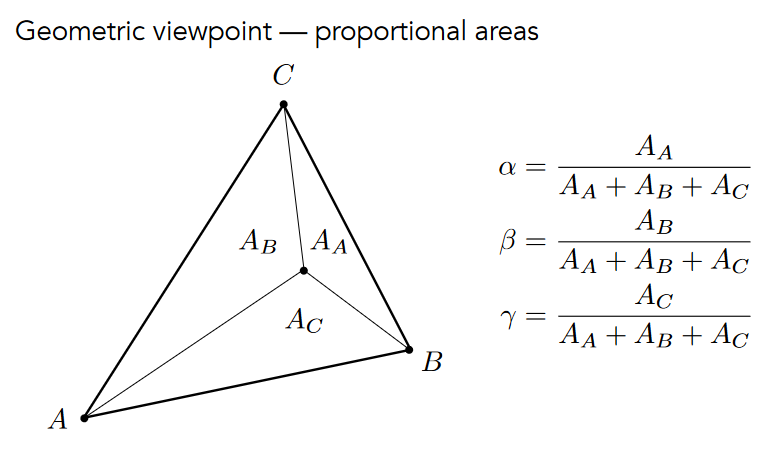 Geometric viewpoint — proportional areas
C
α = A_A / (A_A + A_B + A_C)
A_B A_A
β = A_B / (A_A + A_B + A_C)
A_C
γ = A_C / (A_A + A_B + A_C)
B
A